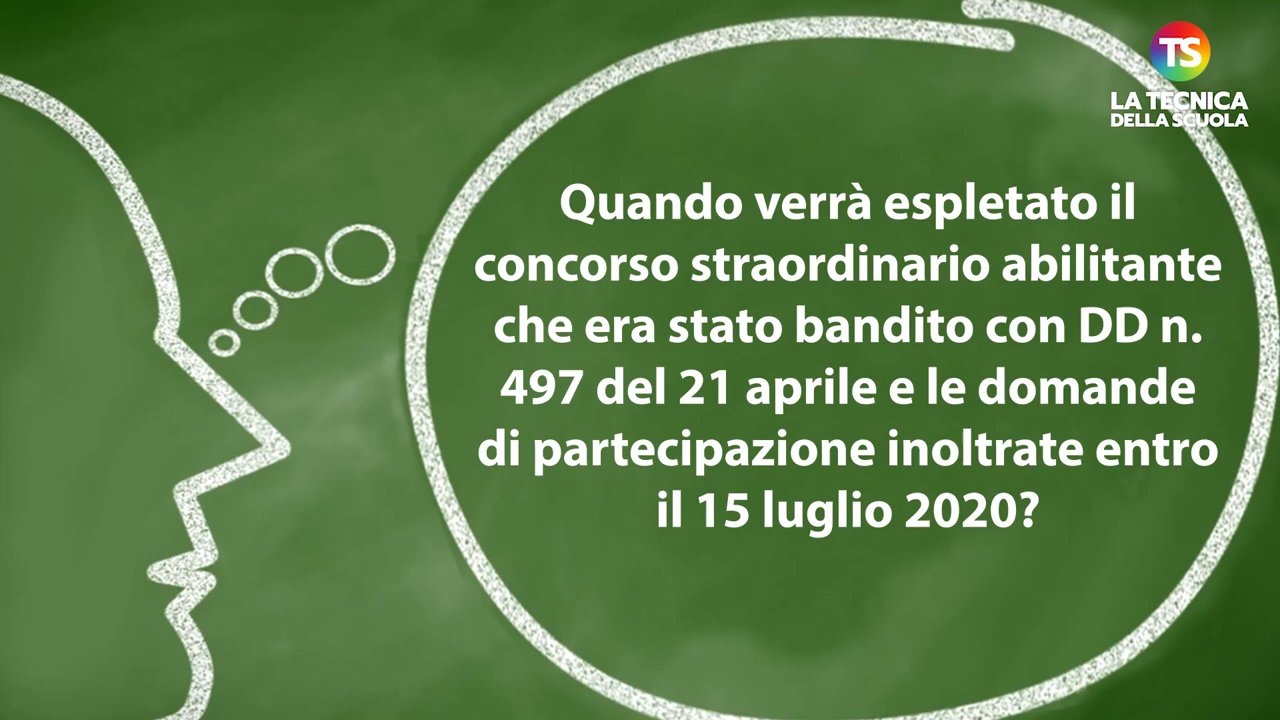 TS
LA TECNICA
DELLA SCUOLA
Quando verrà espletato il
concorso straordinario abilitante
che era stato bandito con DD n.
497 del 21 aprile e le domande
di partecipazione inoltrate entro
il 15 luglio 2020?